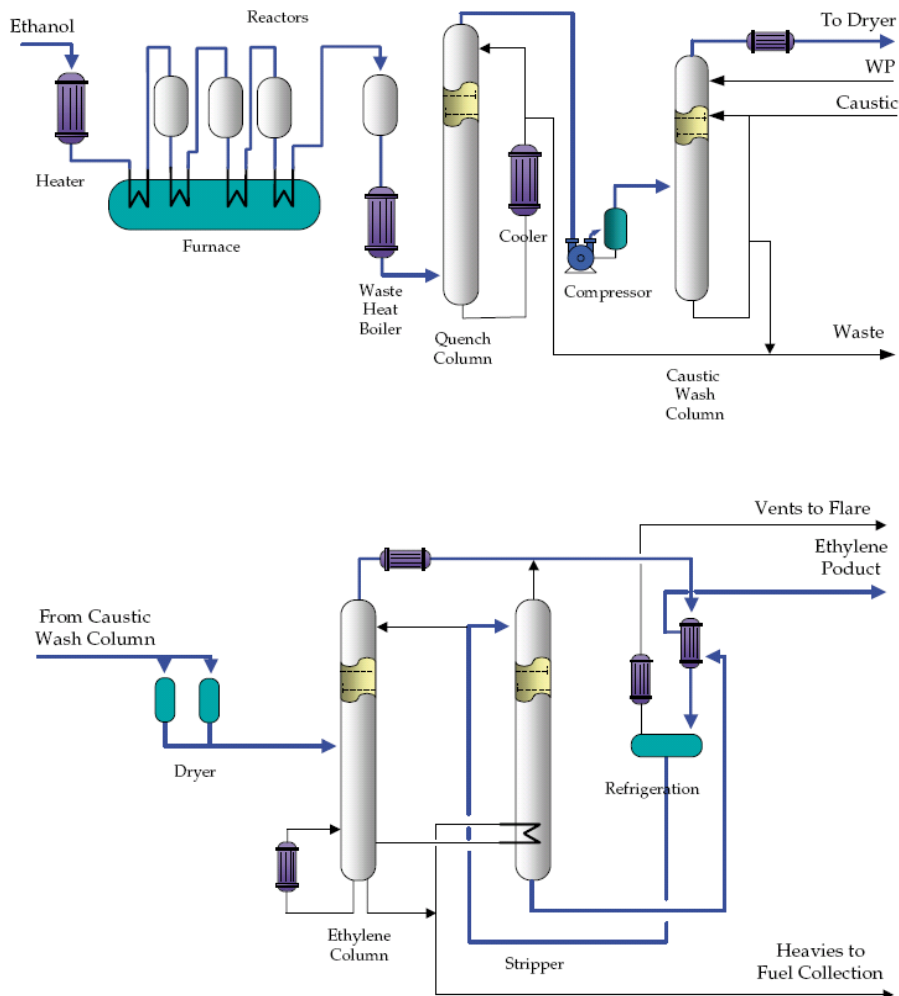 Ethanol
Reactors
To Dryer
WP
Caustic
Heater
Furnace
Cooler
Compressor
Waste
Heat
Boiler
Quench
Column
Waste
Caustic
Wash
Column
Vents to Flare
Ethylene
Poduct
From Caustic
Wash Column
Dryer
Refrigeration
Ethylene
Column
Stripper
Heavies to
Fuel Collection